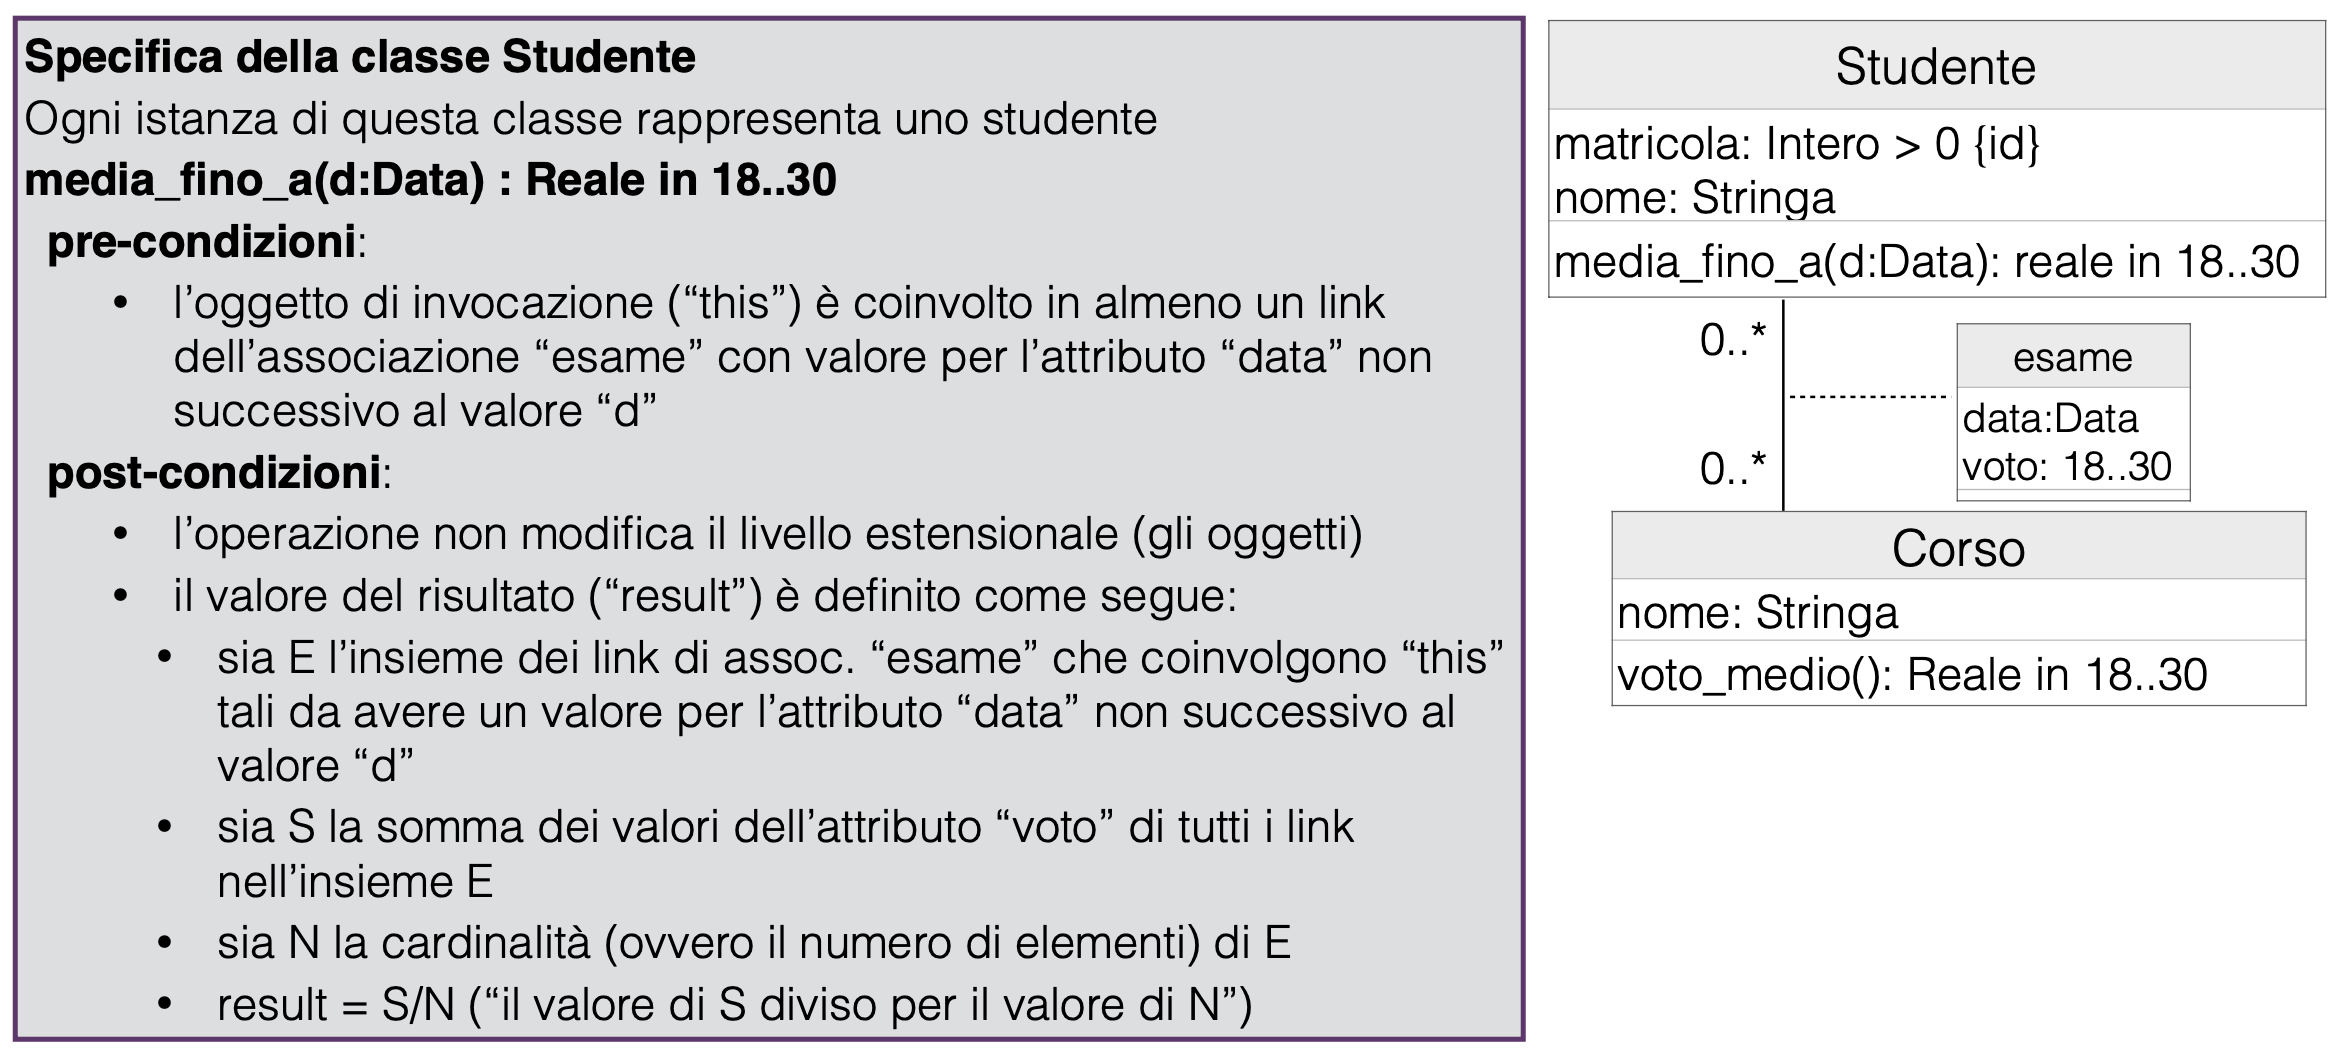 Specifica della classe Studente
Ogni istanza di questa classe rappresenta uno studente
media_fino_a(d:Data) : Reale in 18..30
pre-condizioni:
• l’oggetto di invocazione (“this”) è coinvolto in almeno un link
dell’associazione “esame” con valore per l’attributo “data” non
successivo al valore “d”
post-condizioni:
• l’operazione non modifica il livello estensionale (gli oggetti)
• il valore del risultato (“result”) è definito come segue:
• sia E l’insieme dei link di assoc. “esame” che coinvolgono “this”
tali da avere un valore per l’attributo “data” non successivo al
valore “d”
• sia S la somma dei valori dell’attributo “voto” di tutti i link
nell’insieme E
• sia N la cardinalità (ovvero il numero di elementi) di E
• result = S/N (“il valore di S diviso per il valore di N”)
Studente
matricola: Intero > 0 {id}
nome: Stringa
media_fino_a(d:Data): reale in 18..30
0..*
esame
data:Data
voto: 18..30
0..*
Corso
nome: Stringa
voto_medio(): Reale in 18..30